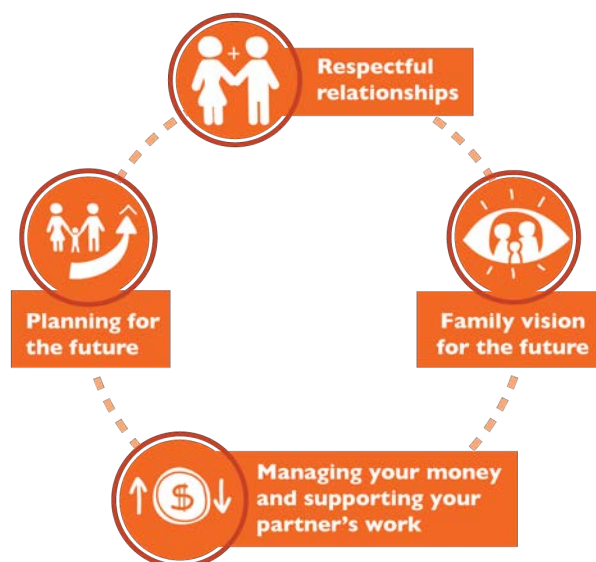 Respectful
relationships
Family vision
for the future
Managing your money
and supporting your
partner's work
Planning for
the future
+
$